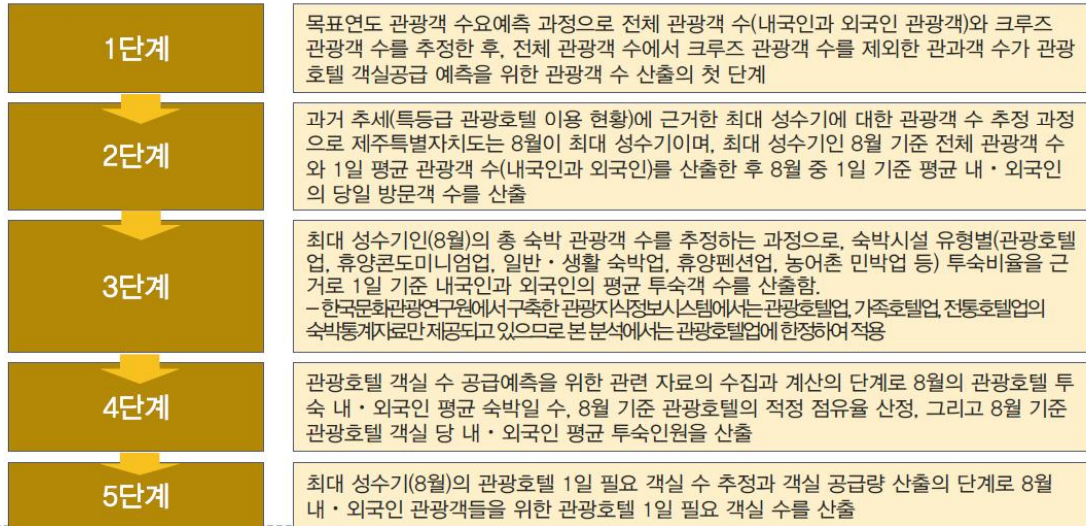 1단계
목표연도 관광객 수요예측 과정으로 전체 관광객 수(내국인과 외국인 관광객)와 크루즈
관광객 수를 추정한 후, 전체 관광객 수에서 크루즈 관광객 수를 제외한 관과객 수가 관광
호텔 객실공급 예측을 위한 관광객 수 산출의 첫 단계
2단계
과거 추세(특등급 관광호텔 이용 현황)에 근거한 최대 성수기에 대한 관광객 수 추정 과정
으로 제주특별자치도는 8월이 최대 성수기이며, 최대 성수기인 8월 기준 전체 관광객 수
와 1일 평균 관광객 수(내국인과 외국인)를 산출한 후 8월 중 1일 기준 평균 내・외국인
의 당일 방문객 수를 산출
3단계
최대 성수기인(8월)의 총 숙박 관광객 수를 추정하는 과정으로, 숙박시설 유형별(관광호텔
업, 휴양콘도미니엄업, 일반・생활 숙박업, 휴양펜션업, 농어촌 민박업 등) 투숙비율을 근
거로 1일 기준 내국인과 외국인의 평균 투숙객 수를 산출함.
– 한국문화관광연구원에서 구축한 관광지식정보시스템에서는 관광호텔업, 가족호텔업, 전통호텔업의
숙박통계자료만 제공되고 있으므로 본 분석에서는 관광호텔업에 한정하여 적용
4단계
관광호텔 객실 수 공급예측을 위한 관련 자료의 수집과 계산의 단계로 8월의 관광호텔 투
숙 내・외국인 평균 숙박일 수, 8월 기준 관광호텔의 적정 점유율 산정, 그리고 8월 기준
관광호텔 객실 당 내・외국인 평균 투숙인원을 산출
5단계
최대 성수기(8월)의 관광호텔 1일 필요 객실 수 추정과 객실 공급량 산출의 단계로 8월
내・외국인 관광객들을 위한 관광호텔 1일 필요 객실 수를 산출